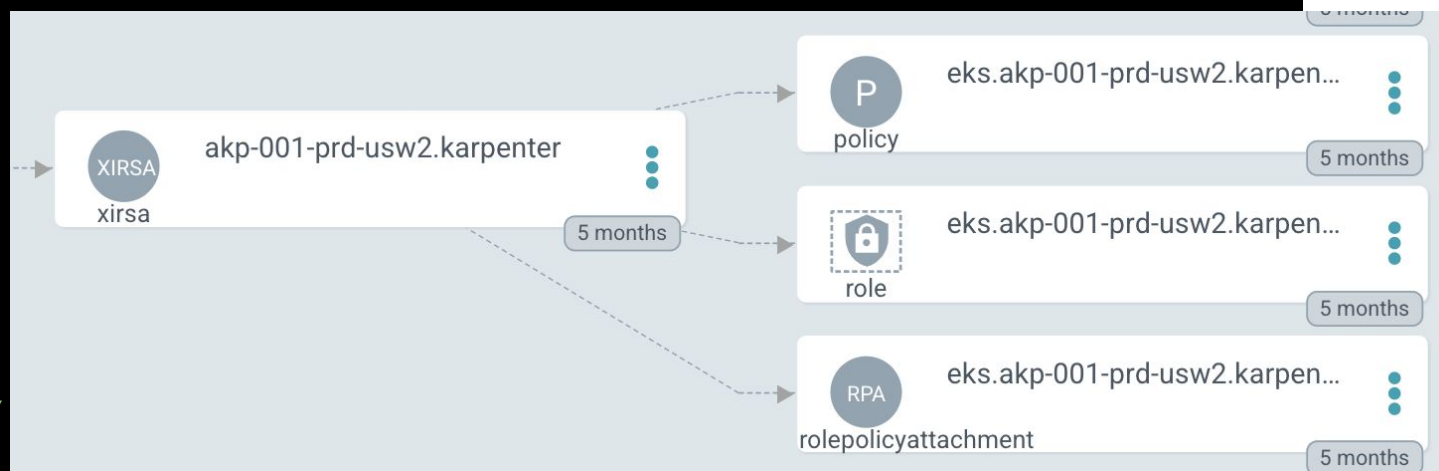 XIRSA
xirsa
akp-001-prd-usw2.karpenter
5 months
P
policy
eks.akp-001-prd-usw2.karpen...
5 months
role
eks.akp-001-prd-usw2.karpen...
5 months
RPA
rolepolicyattachment
eks.akp-001-prd-usw2.karpen...
5 months